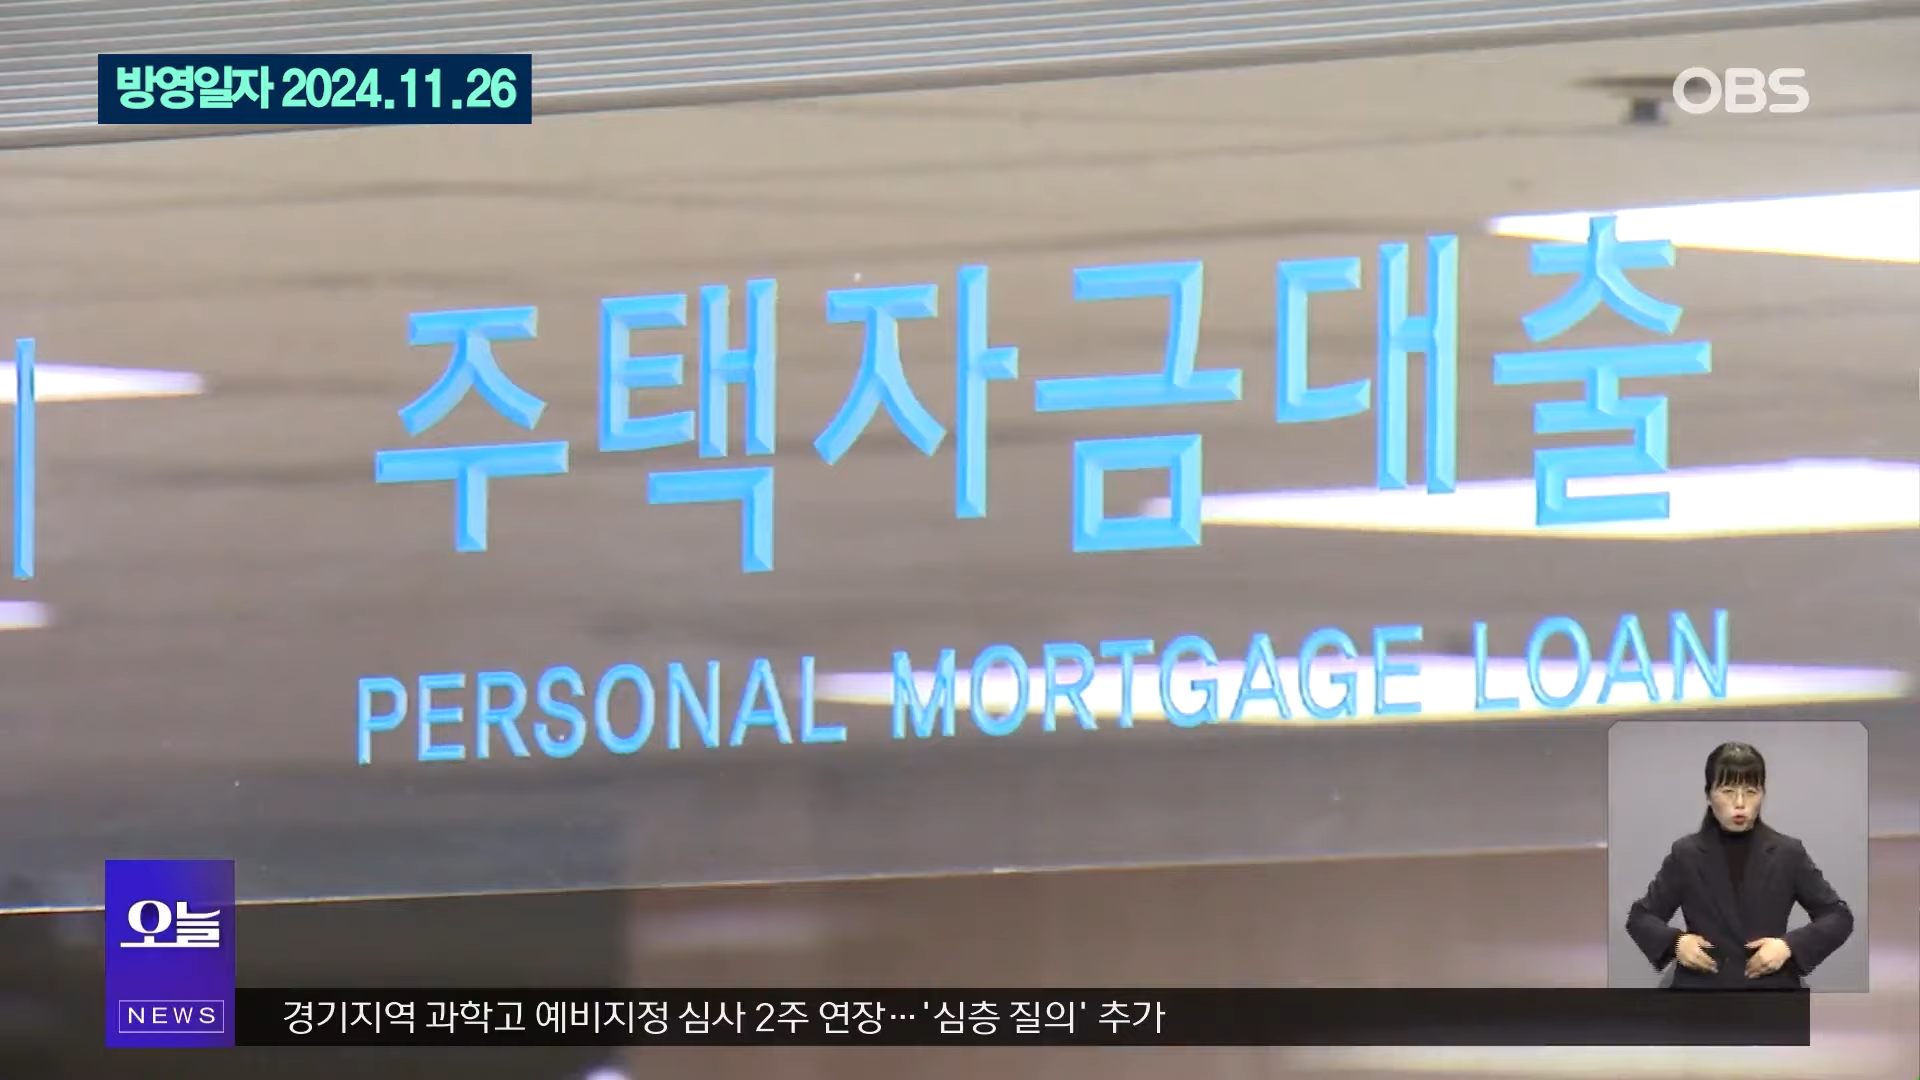 방영일자 2024.11.26
OBS
주택자금대출
PERSONAL MORTGAGE LOAN
오늘
NEWS
경기지역 과학고 예비지정 심사 2주 연장…'심층 질의' 추가